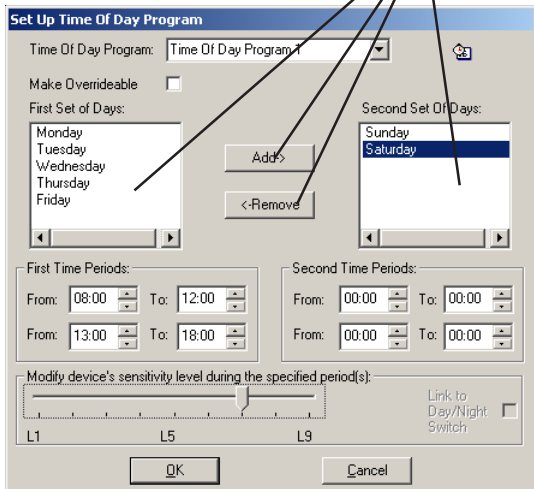 Set Up Time Of Day Program
Time Of Day Program: Time Of Day Program 1
Make Overrideable
First Set of Days: Second Set Of Days:
Monday
Tuesday
Wednesday
Thursday
Friday
Add->
<-Remove
Sunday
Saturday
First Time Periods: Second Time Periods:
From: 08:00 To: 12:00 From: 00:00 To: 00:00
From: 13:00 To: 18:00 From: 00:00 To: 00:00
Modify device's sensitivity level during the specified period(s):
Link to
Day/Night
Switch
L1 L5 L9
OK Cancel